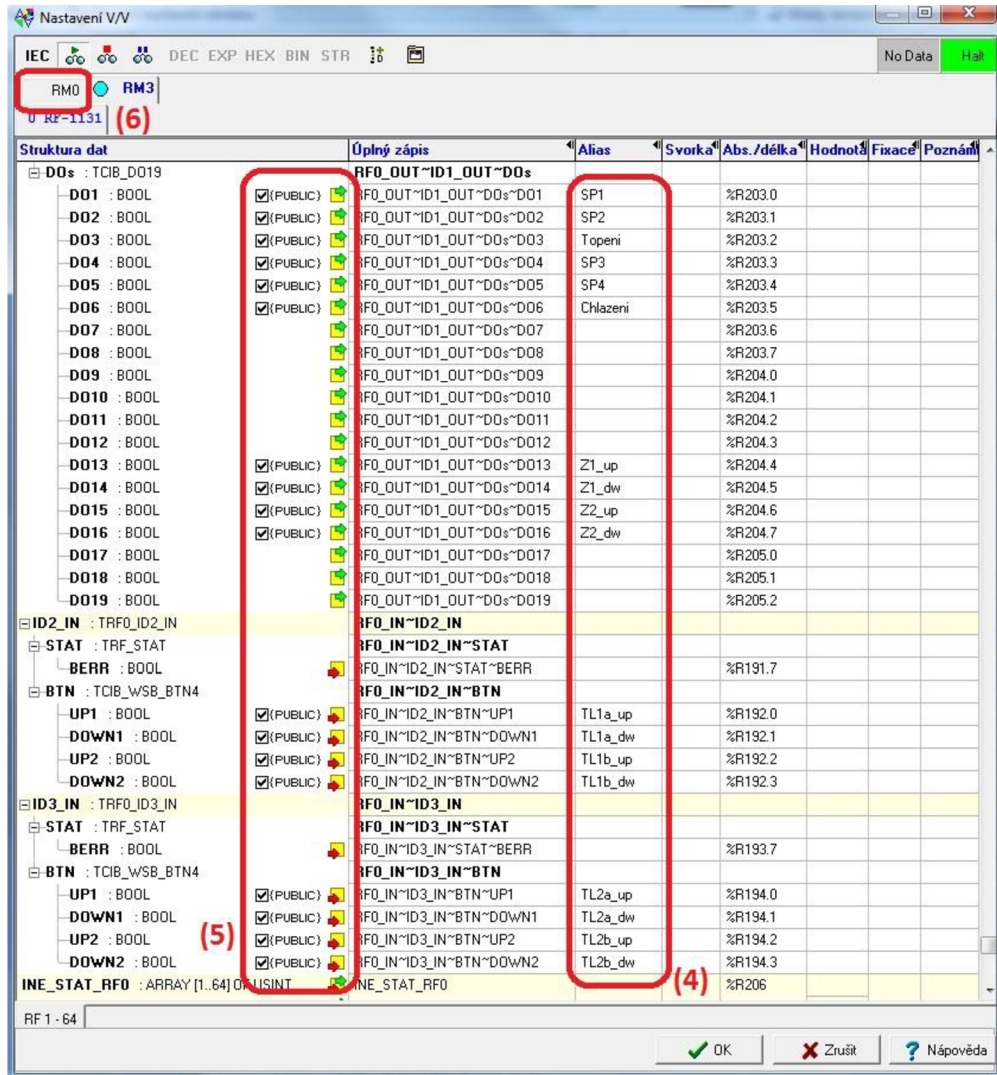 Nastavení V/V
IEC DEC EXP HEX BIN STR No Data Halt
RM0 RM3
0 RF-1131 (6)
Struktura dat Úplný zápis Alias Svorka Abs./délka Hodnota Fixace Poznám
DOs : TCIB_DO19 RF0_OUT~ID1_OUT~DOs
DO1 : BOOL {PUBLIC} RF0_OUT~ID1_OUT~DOs~DO1 SP1 %R203.0
DO2 : BOOL {PUBLIC} RF0_OUT~ID1_OUT~DOs~DO2 SP2 %R203.1
DO3 : BOOL {PUBLIC} RF0_OUT~ID1_OUT~DOs~DO3 Topeni %R203.2
DO4 : BOOL {PUBLIC} RF0_OUT~ID1_OUT~DOs~DO4 SP3 %R203.3
DO5 : BOOL {PUBLIC} RF0_OUT~ID1_OUT~DOs~DO5 SP4 %R203.4
DO6 : BOOL {PUBLIC} RF0_OUT~ID1_OUT~DOs~DO6 Chlazeni %R203.5
DO7 : BOOL RF0_OUT~ID1_OUT~DOs~DO7 %R203.6
DO8 : BOOL RF0_OUT~ID1_OUT~DOs~DO8 %R203.7
DO9 : BOOL RF0_OUT~ID1_OUT~DOs~DO9 %R204.0
DO10 : BOOL RF0_OUT~ID1_OUT~DOs~DO10 %R204.1
DO11 : BOOL RF0_OUT~ID1_OUT~DOs~DO11 %R204.2
DO12 : BOOL RF0_OUT~ID1_OUT~DOs~DO12 %R204.3
DO13 : BOOL {PUBLIC} RF0_OUT~ID1_OUT~DOs~DO13 Z1_up %R204.4
DO14 : BOOL {PUBLIC} RF0_OUT~ID1_OUT~DOs~DO14 Z1_dw %R204.5
DO15 : BOOL {PUBLIC} RF0_OUT~ID1_OUT~DOs~DO15 Z2_up %R204.6
DO16 : BOOL {PUBLIC} RF0_OUT~ID1_OUT~DOs~DO16 Z2_dw %R204.7
DO17 : BOOL RF0_OUT~ID1_OUT~DOs~DO17 %R205.0
DO18 : BOOL RF0_OUT~ID1_OUT~DOs~DO18 %R205.1
DO19 : BOOL RF0_OUT~ID1_OUT~DOs~DO19 %R205.2
ID2_IN : TRF0_ID2_IN RF0_IN~ID2_IN
STAT : TRF_STAT RF0_IN~ID2_IN~STAT
BERR : BOOL RF0_IN~ID2_IN~STAT~BERR %R191.7
BTN : TCIB_WSB_BTN4 RF0_IN~ID2_IN~BTN
UP1 : BOOL {PUBLIC} RF0_IN~ID2_IN~BTN~UP1 TL1a_up %R192.0
DOWN1 : BOOL {PUBLIC} RF0_IN~ID2_IN~BTN~DOWN1 TL1a_dw %R192.1
UP2 : BOOL {PUBLIC} RF0_IN~ID2_IN~BTN~UP2 TL1b_up %R192.2
DOWN2 : BOOL {PUBLIC} RF0_IN~ID2_IN~BTN~DOWN2 TL1b_dw %R192.3
ID3_IN : TRF0_ID3_IN RF0_IN~ID3_IN
STAT : TRF_STAT RF0_IN~ID3_IN~STAT
BERR : BOOL RF0_IN~ID3_IN~STAT~BERR %R193.7
BTN : TCIB_WSB_BTN4 RF0_IN~ID3_IN~BTN
UP1 : BOOL {PUBLIC} RF0_IN~ID3_IN~BTN~UP1 TL2a_up %R194.0
DOWN1 : BOOL {PUBLIC} RF0_IN~ID3_IN~BTN~DOWN1 TL2a_dw %R194.1
UP2 : BOOL (5) {PUBLIC} RF0_IN~ID3_IN~BTN~UP2 TL2b_up %R194.2
DOWN2 : BOOL {PUBLIC} RF0_IN~ID3_IN~BTN~DOWN2 TL2b_dw %R194.3
INE_STAT_RF0 : ARRAY [1..64] OF USINT INE_STAT_RF0 (4) %R206
RF 1 - 64
OK Zrušit Nápověda